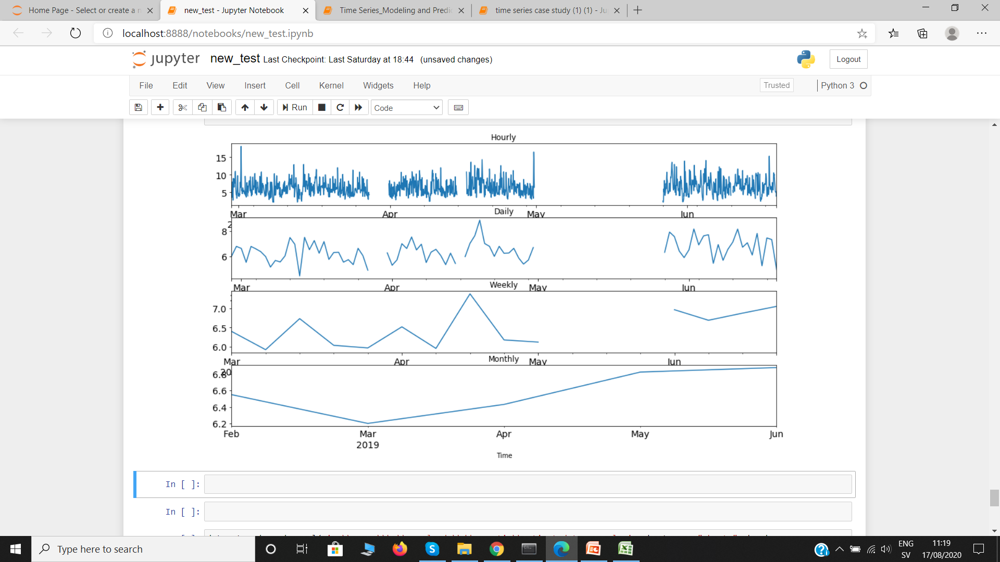 Home Page - Select or create a n
new_test - Jupyter Notebook
Time Series_Modeling and Predic
time series case study (1) (1) - Ju
localhost:8888/notebooks/new_test.ipynb
jupyter new_test Last Checkpoint: Last Saturday at 18:44 (unsaved changes)
Logout
File Edit View Insert Cell Kernel Widgets Help
Trusted
Python 3
Run
Code
Hourly
15
10
5
Mar Apr May Jun
Daily
8
6
Mar Apr May Jun
Weekly
7.0
6.5
6.0
Mar Apr May Jun
Monthly
6.8
6.6
6.4
6.2
Feb Mar Apr May Jun
2019
Time
In [ ]:
In [ ]:
Type here to search
ENG
SV
11:19
17/08/2020